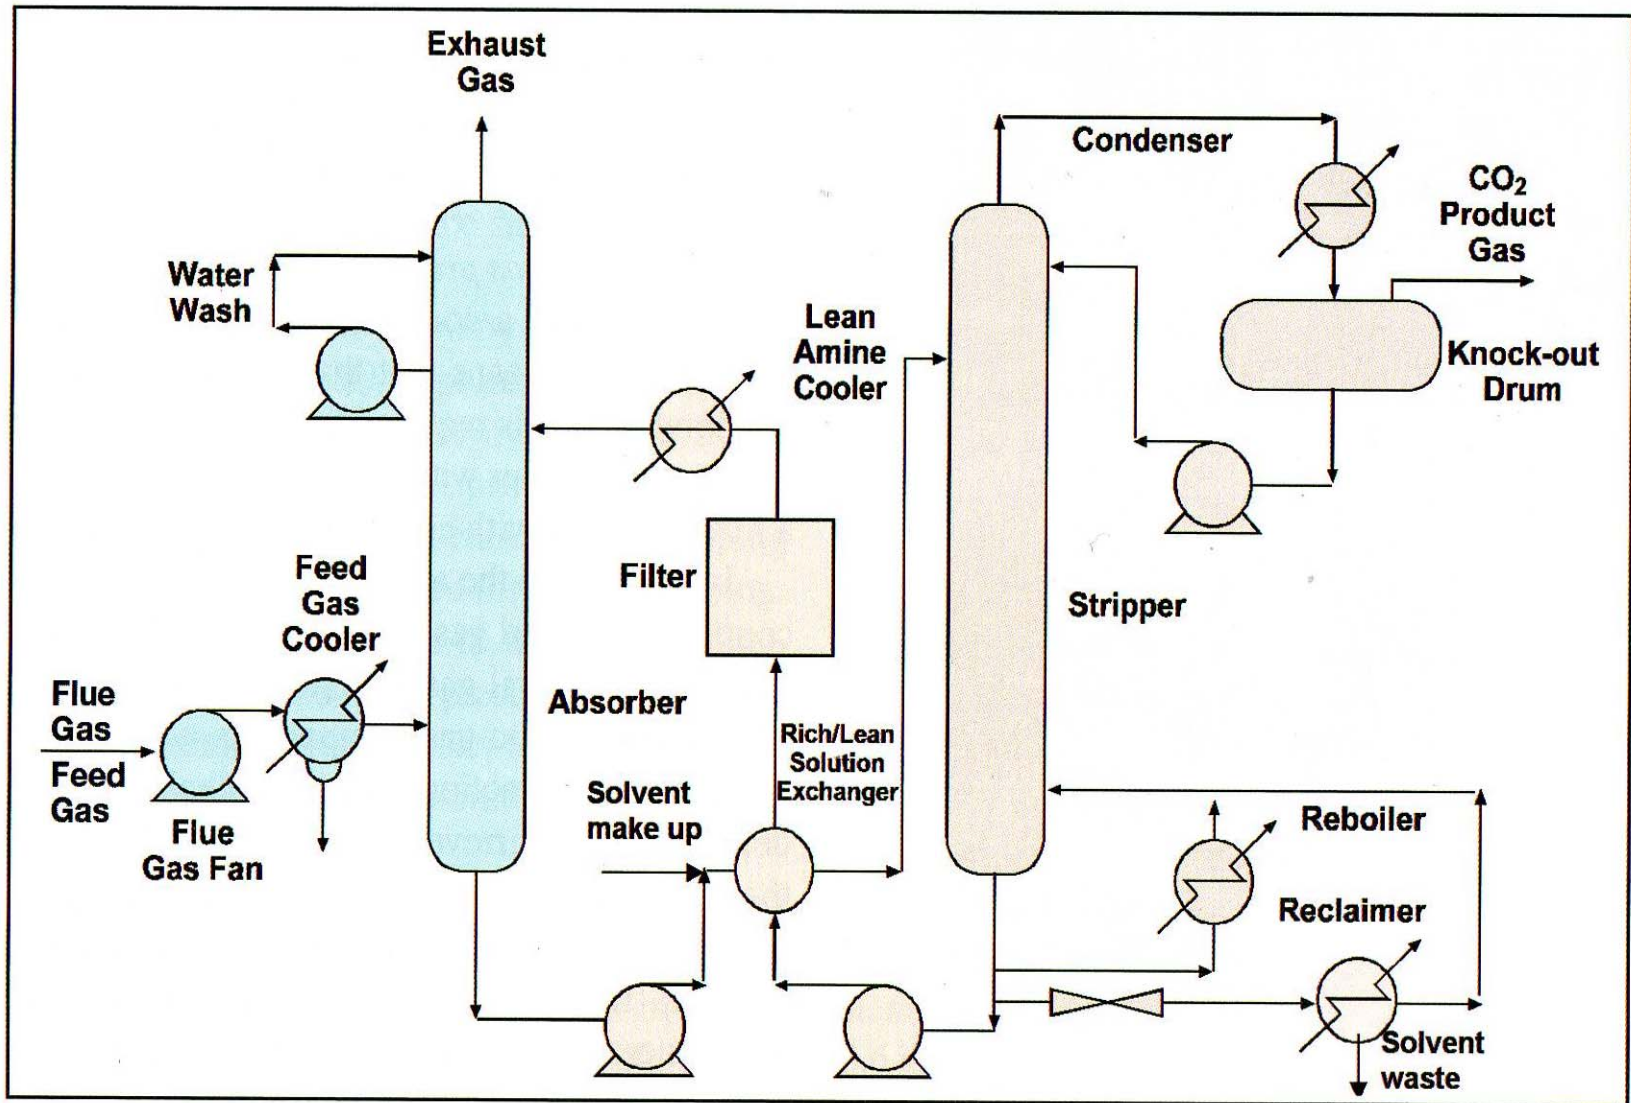 Exhaust
Gas
Condenser
CO₂
Product
Gas
Water
Wash
Lean
Amine
Cooler
Knock-out
Drum
Feed
Gas
Cooler
Filter
Stripper
Flue
Gas
Feed
Gas
Absorber
Rich/Lean
Solution
Exchanger
Solvent
make up
Flue
Gas Fan
Reboiler
Reclaimer
Solvent
waste